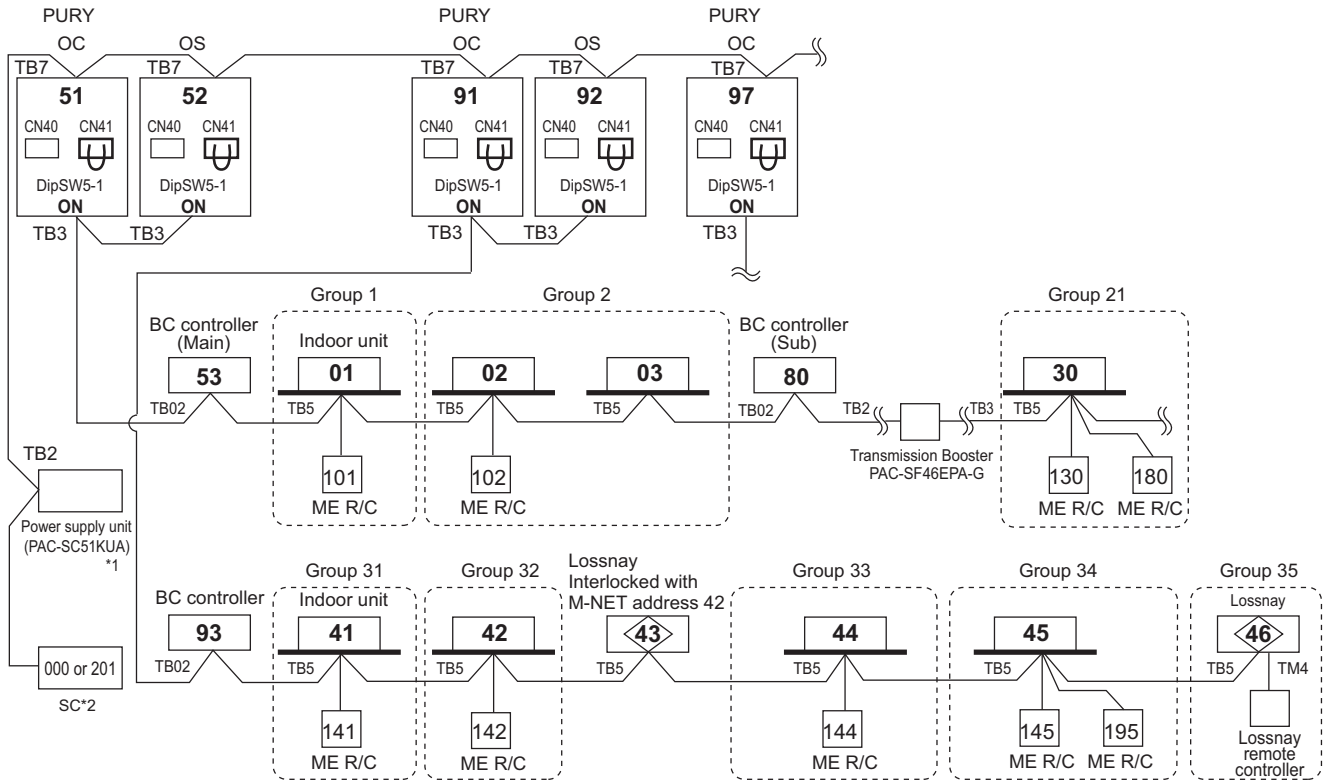 PURY PURY PURY
OC OS OC OS OC
TB7 TB7 TB7 TB7 TB7
51 52 91 92 97
CN40 CN41 CN40 CN41 CN40 CN41 CN40 CN41 CN40 CN41
DipSW5-1 DipSW5-1 DipSW5-1 DipSW5-1 DipSW5-1
ON ON ON ON ON
TB3 TB3 TB3 TB3 TB3
Group 1 Group 2 Group 21
BC controller
(Main)
Indoor unit
BC controller
(Sub)
53 01 02 03 80 30
TB02 TB5 TB5 TB5 TB02 TB2 TB3 TB5
Transmission Booster
PAC-SF46EPA-G
101 102 130 180
ME R/C ME R/C ME R/C ME R/C
TB2
Power supply unit
(PAC-SC51KUA)
*1
Group 31 Group 32
Lossnay
Interlocked with
M-NET address 42
Group 33 Group 34 Group 35
BC controller Indoor unit Lossnay
93 41 42 43 44 45 46
TB02 TB5 TB5 TB5 TB5 TB5 TB5 TM4
000 or 201
SC*2
141 142 144 145 195
ME R/C ME R/C ME R/C ME R/C ME R/C
Lossnay
remote
controller